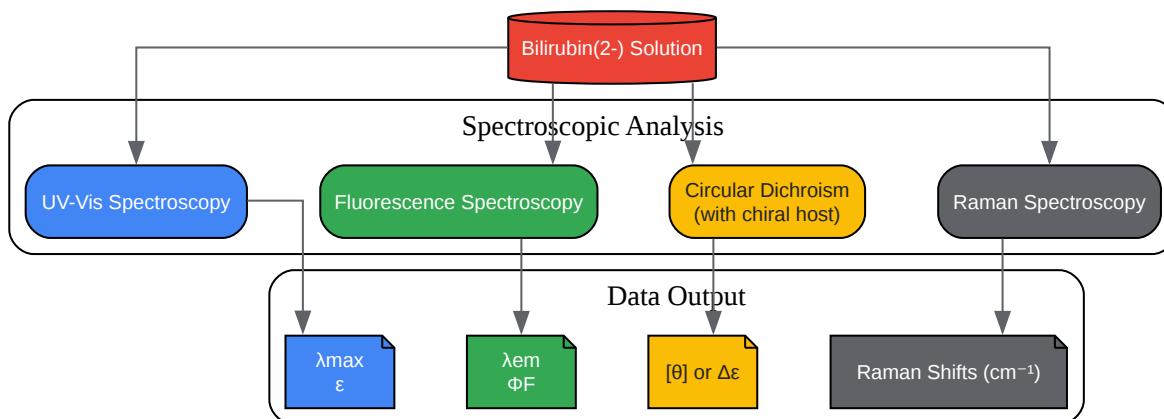 Bilirubin(2-) Solution
Spectroscopic Analysis
UV-Vis Spectroscopy
Fluorescence Spectroscopy
Circular Dichroism
(with chiral host)
Raman Spectroscopy
Data Output
λmax
ε
λem
ΦF
[θ] or Δε
Raman Shifts (cm⁻¹)